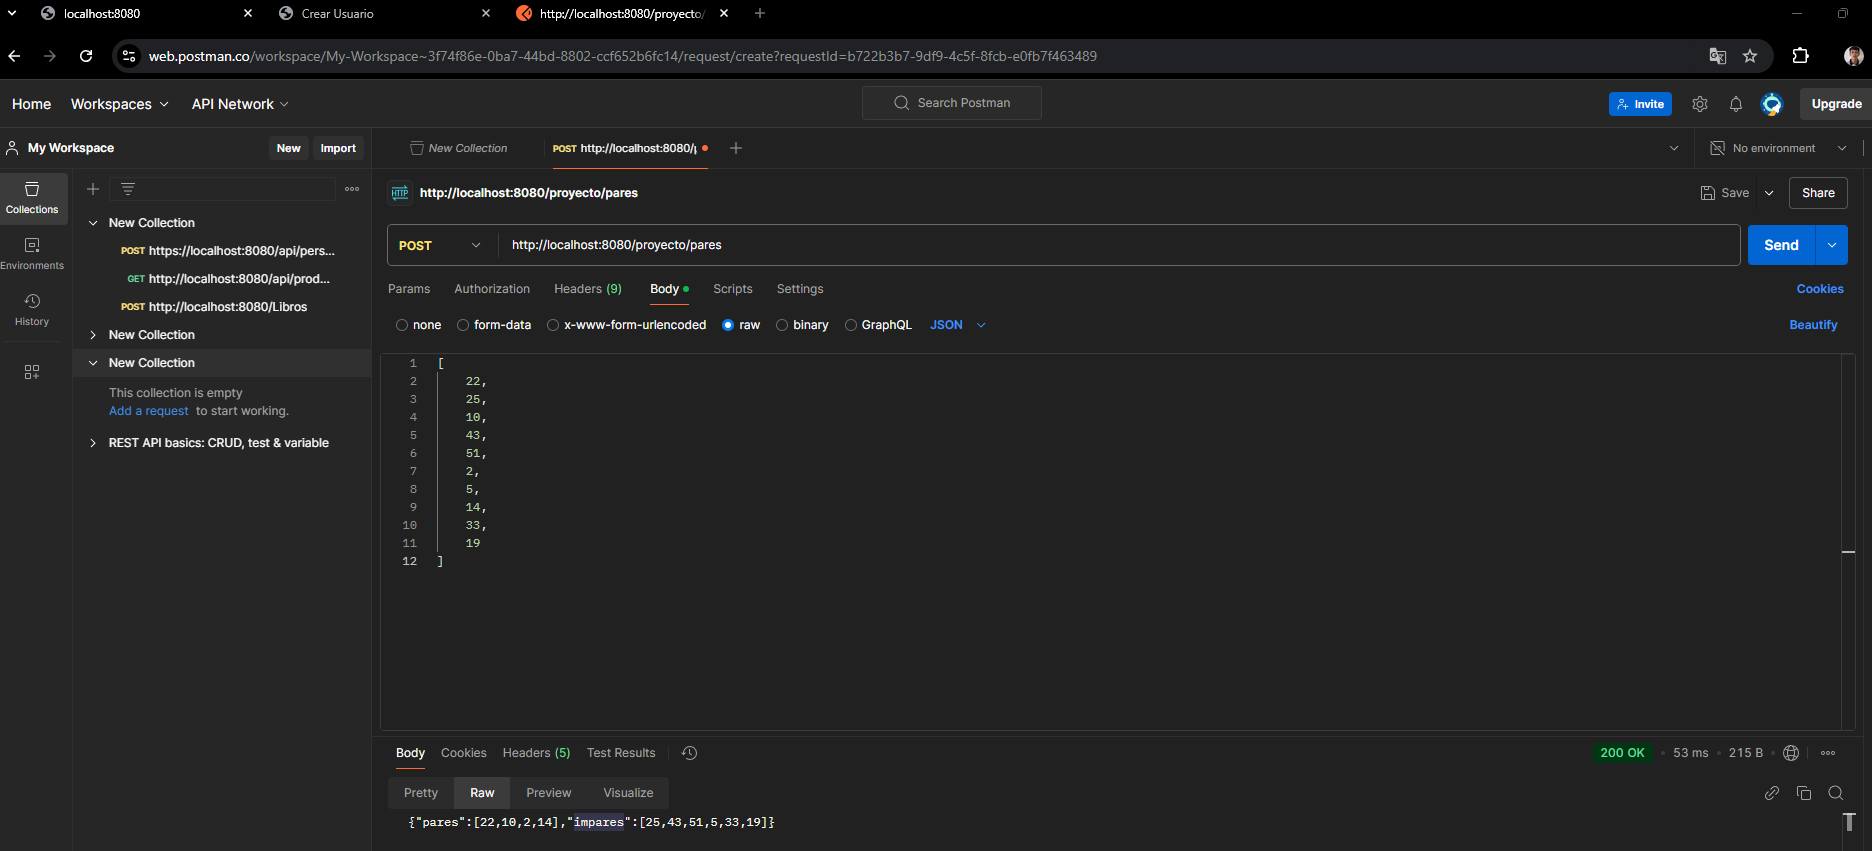 localhost:8080
Crear Usuario
http://localhost:8080/proyecto/
web.postman.co/workspace/My-Workspace~3f74f86e-0ba7-44bd-8802-ccf652b6fc14/request/create?requestId=b722b3b7-9df9-4c5f-8fcb-e0fb7f463489
Home Workspaces API Network Search Postman Invite Upgrade
My Workspace New Import
New Collection POST http://localhost:8080/ No environment
Collections
Environments
History
New Collection
POST https://localhost:8080/api/pers...
GET http://localhost:8080/api/prod...
POST http://localhost:8080/Libros
New Collection
New Collection
This collection is empty
Add a request to start working.
REST API basics: CRUD, test & variable
HTTP http://localhost:8080/proyecto/pares Save Share
POST http://localhost:8080/proyecto/pares Send
Params Authorization Headers (9) Body Scripts Settings Cookies
none form-data x-www-form-urlencoded raw binary GraphQL JSON Beautify
1 [
2 22,
3 25,
4 10,
5 43,
6 51,
7 2,
8 5,
9 14,
10 33,
11 19
12 ]
Body Cookies Headers (5) Test Results 200 OK • 53 ms • 215 B
Pretty Raw Preview Visualize
{"pares":[22,10,2,14],"impares":[25,43,51,5,33,19]}